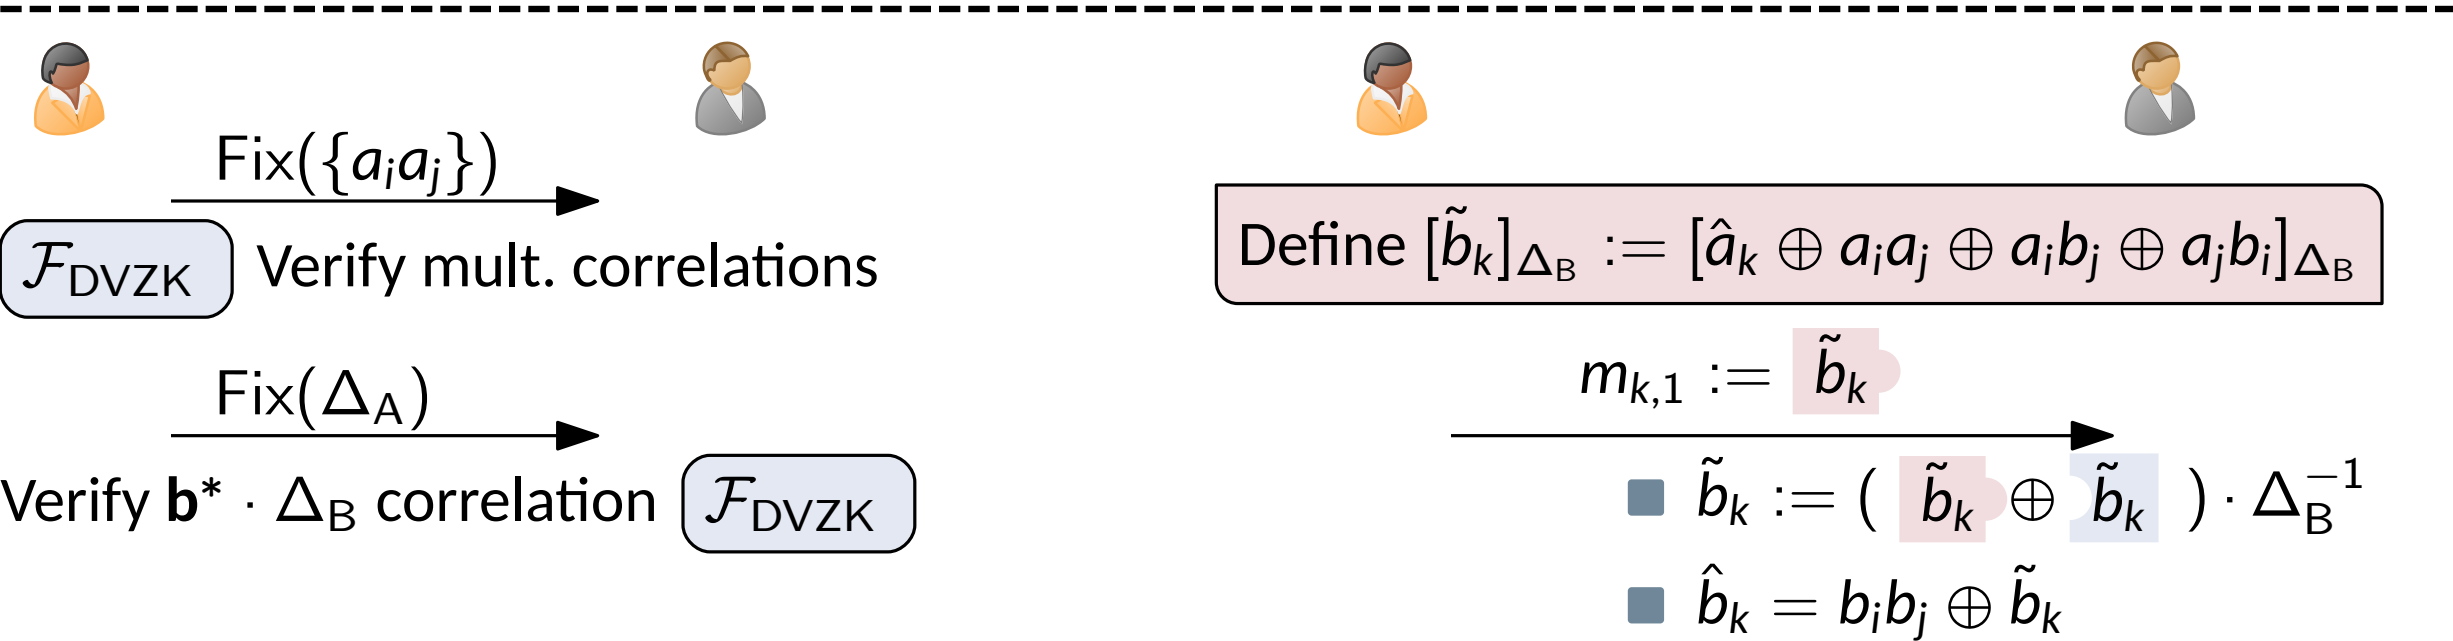 Fix({a_i a_j})
F_DVZK Verify mult. correlations
Fix(Δ_A)
Verify b* · Δ_B correlation F_DVZK
Define [b̃_k]_{Δ_B} := [â_k ⊕ a_i a_j ⊕ a_i b_j ⊕ a_j b_i]_{Δ_B}
m_{k,1} := b̃_k
b̃_k := ( b̃_k ⊕ b̃_k ) · Δ_B^{-1}
b̂_k = b_i b_j ⊕ b̃_k